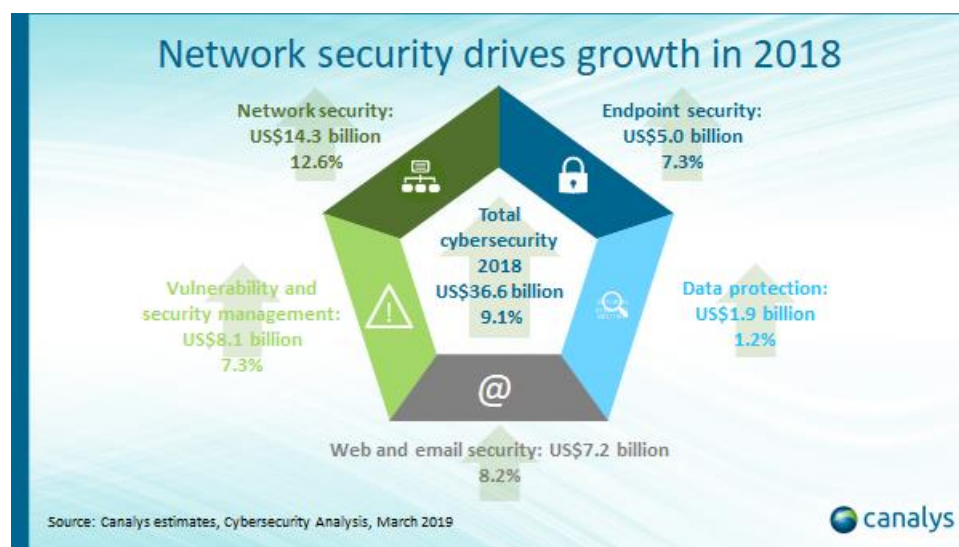 Network security drives growth in 2018
Network security:
US$14.3 billion
12.6%
Endpoint security:
US$5.0 billion
7.3%
Total
cybersecurity
2018
US$36.6 billion
9.1%
Vulnerability and
security management:
US$8.1 billion
7.3%
Data protection:
US$1.9 billion
1.2%
@
Web and email security: US$7.2 billion
8.2%
Source: Canalys estimates, Cybersecurity Analysis, March 2019
canalys